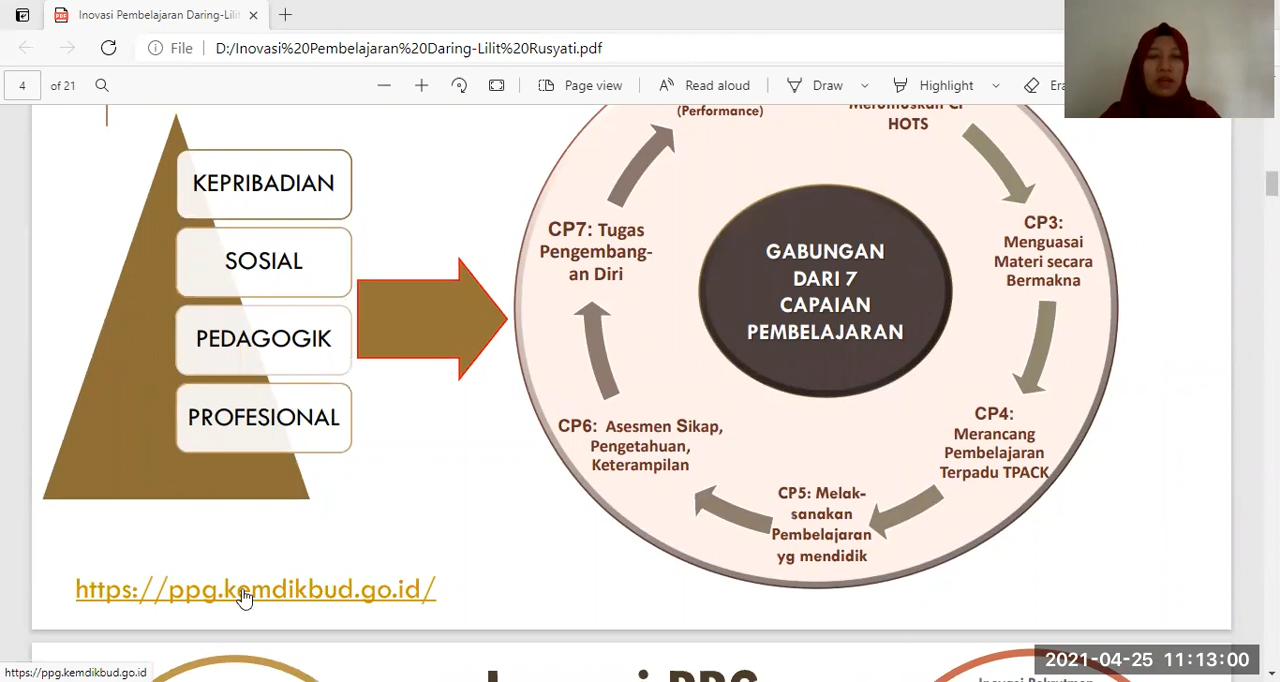 Inovasi Pembelajaran Daring-Lilit
File
D:/Inovasi%20Pembelajaran%20Daring-Lilit%20Rusyati.pdf
4 of 21
Page view
Read aloud
Draw
Highlight
(Performance)
HOTS
KEPRIBADIAN
SOSIAL
PEDAGOGIK
PROFESIONAL
CP3:
Menguasai
Materi secara
Bermakna
CP4:
Merancang
Pembelajaran
Terpadu TPACK
CP5: Melak-
sanakan
Pembelajaran
yg mendidik
CP6: Asesmen Sikap,
Pengetahuan,
Keterampilan
CP7: Tugas
Pengembang-
an Diri
GABUNGAN
DARI 7
CAPAIAN
PEMBELAJARAN
https://ppg.kemdikbud.go.id/
https://ppg.kemdikbud.go.id
2021-04-25 11:13:00